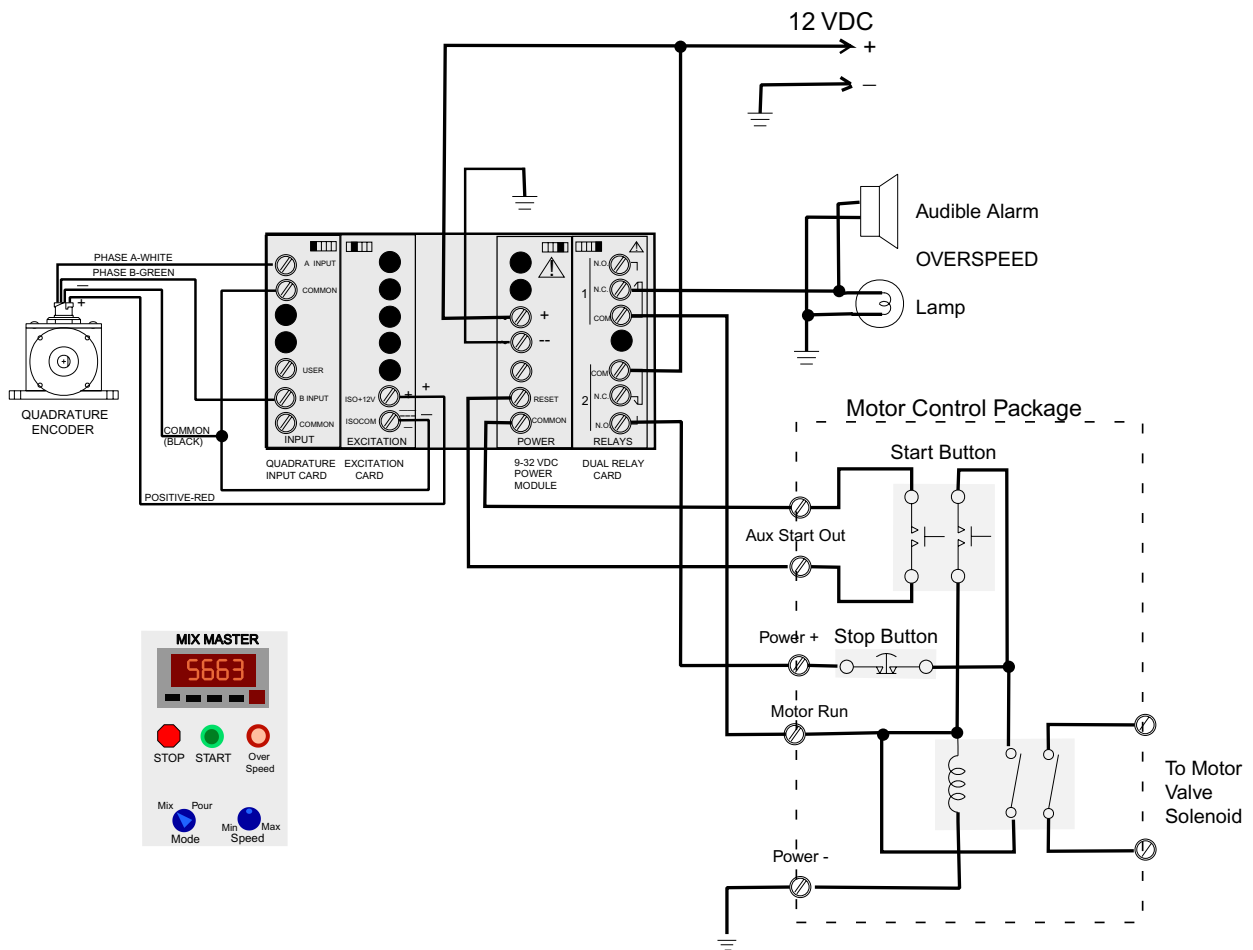 12 VDC
+
–
Audible Alarm
OVERSPEED
Lamp
PHASE A-WHITE
PHASE B-GREEN
–
+
QUADRATURE
ENCODER
COMMON
(BLACK)
POSITIVE-RED
A INPUT
COMMON
USER
B INPUT
COMMON
INPUT
ISO+12V
+
+
ISOCOM
–
–
EXCITATION
+
--
RESET
COMMON
POWER
N.O.
1
N.C.
COM
COM
2
N.C.
N.O.
RELAYS
QUADRATURE
INPUT CARD
EXCITATION
CARD
9-32 VDC
POWER
MODULE
DUAL RELAY
CARD
Motor Control Package
Start Button
Aux Start Out
Power +
Stop Button
Motor Run
Power -
To Motor
Valve
Solenoid
MIX MASTER
5663
STOP
START
Over
Speed
Mix
Pour
Mode
Min
Max
Speed